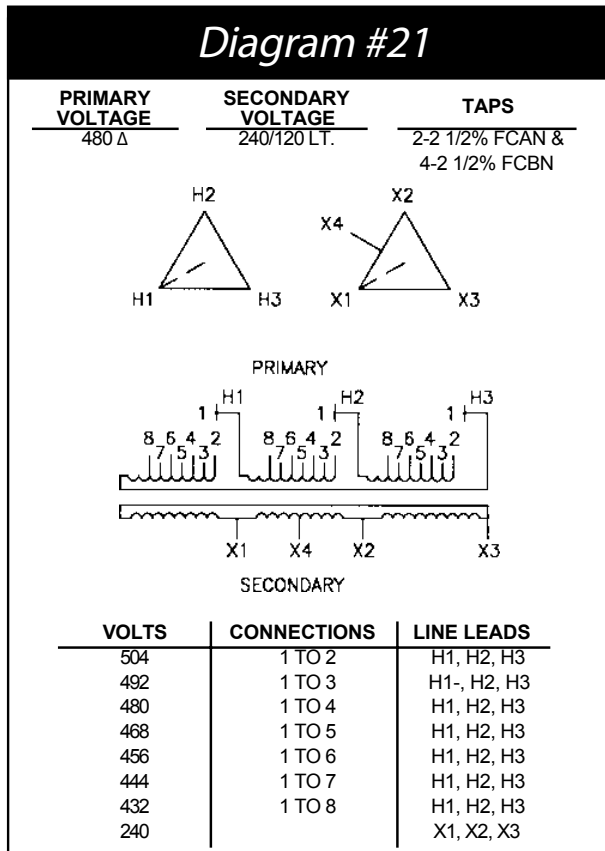 Diagram #21
PRIMARY VOLTAGE
SECONDARY VOLTAGE
TAPS
480 Δ
240/120 LT.
2-2 1/2% FCAN &
4-2 1/2% FCBN
H2
H1
H3
X2
X4
X1
X3
PRIMARY
H1 H2 H3
1 1 1
8 7 6 5 4 3 2 8 7 6 5 4 3 2 8 7 6 5 4 3 2
X1 X4 X2 X3
SECONDARY
VOLTS CONNECTIONS LINE LEADS
504 1 TO 2 H1, H2, H3
492 1 TO 3 H1-, H2, H3
480 1 TO 4 H1, H2, H3
468 1 TO 5 H1, H2, H3
456 1 TO 6 H1, H2, H3
444 1 TO 7 H1, H2, H3
432 1 TO 8 H1, H2, H3
240 X1, X2, X3